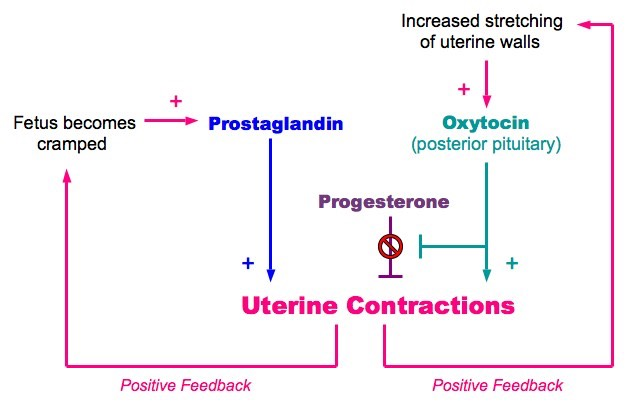 Increased stretching
of uterine walls
+
+
Fetus becomes
cramped
Prostaglandin
Oxytocin
(posterior pituitary)
Progesterone
+
+
Uterine Contractions
Positive Feedback
Positive Feedback